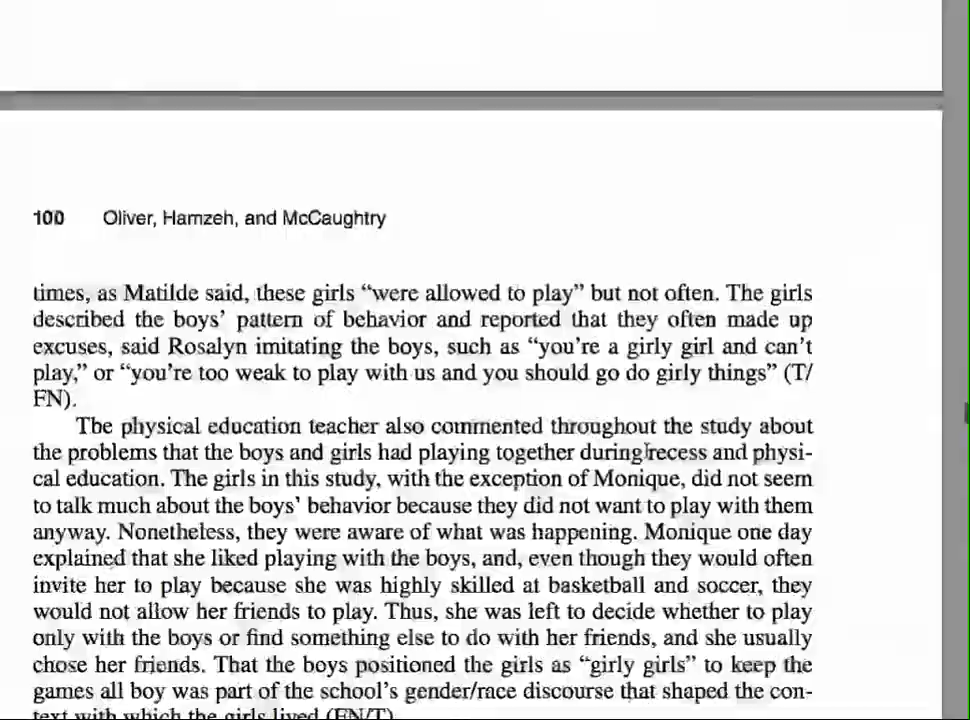 100 Oliver, Hamzeh, and McCaughtry
times, as Matilde said, these girls “were allowed to play” but not often. The girls
described the boys’ pattern of behavior and reported that they often made up
excuses, said Rosalyn imitating the boys, such as “you’re a girly girl and can’t
play,” or “you’re too weak to play with us and you should go do girly things” (T/
FN).
The physical education teacher also commented throughout the study about
the problems that the boys and girls had playing together during recess and physi-
cal education. The girls in this study, with the exception of Monique, did not seem
to talk much about the boys’ behavior because they did not want to play with them
anyway. Nonetheless, they were aware of what was happening. Monique one day
explained that she liked playing with the boys, and, even though they would often
invite her to play because she was highly skilled at basketball and soccer, they
would not allow her friends to play. Thus, she was left to decide whether to play
only with the boys or find something else to do with her friends, and she usually
chose her friends. That the boys positioned the girls as “girly girls” to keep the
games all boy was part of the school’s gender/race discourse that shaped the con-
text with which the girls lived (FN/T).